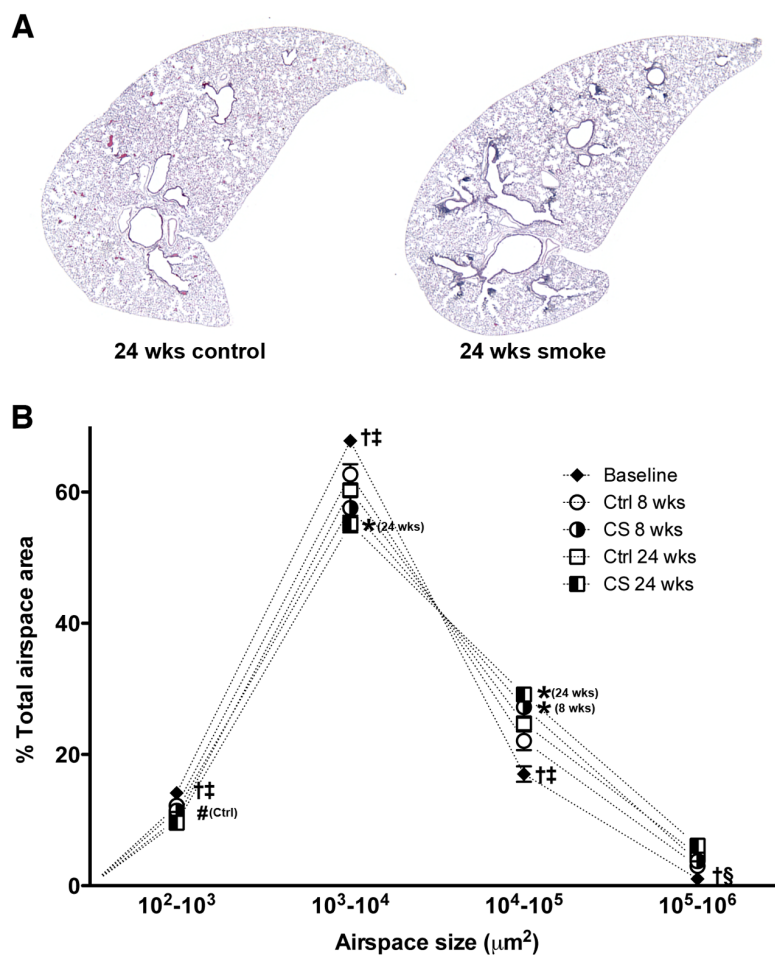 A
24 wks control
24 wks smoke
B
% Total airspace area
60
40
20
0
†‡
*(24 wks)
Baseline
Ctrl 8 wks
CS 8 wks
Ctrl 24 wks
CS 24 wks
*(24 wks)
*(8 wks)
†‡
†‡
#(Ctrl)
†§
10²-10³
10³-10⁴
10⁴-10⁵
10⁵-10⁶
Airspace size (μm²)